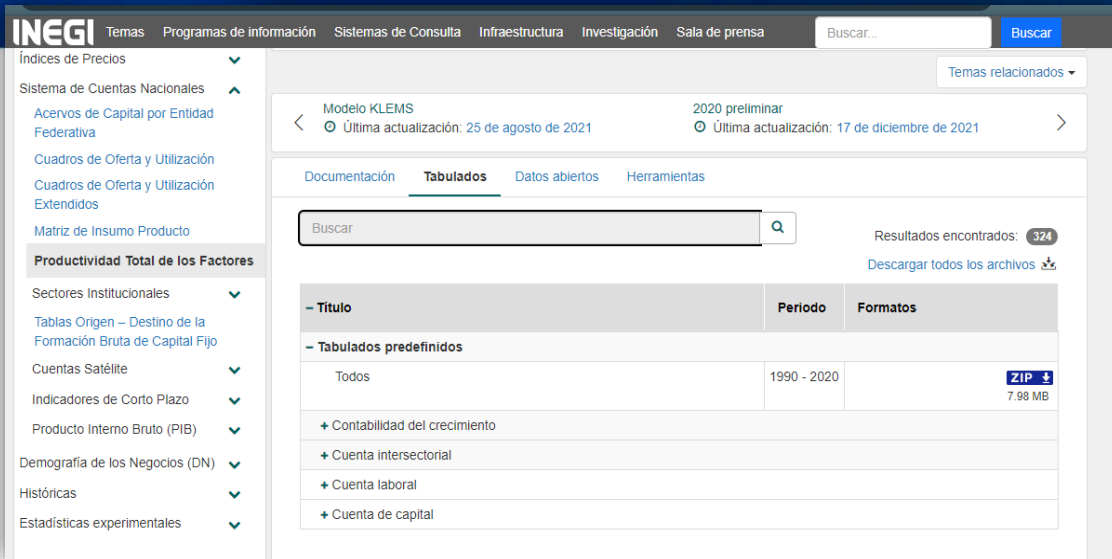 INEGI Temas Programas de información Sistemas de Consulta Infraestructura Investigación Sala de prensa Buscar... Buscar
Índices de Precios
Sistema de Cuentas Nacionales
Acervos de Capital por Entidad
Federativa
Cuadros de Oferta y Utilización
Cuadros de Oferta y Utilización
Extendidos
Matriz de Insumo Producto
Productividad Total de los Factores
Sectores Institucionales
Tablas Origen – Destino de la
Formación Bruta de Capital Fijo
Cuentas Satélite
Indicadores de Corto Plazo
Producto Interno Bruto (PIB)
Demografía de los Negocios (DN)
Históricas
Estadísticas experimentales
Temas relacionados
Modelo KLEMS
Última actualización: 25 de agosto de 2021
2020 preliminar
Última actualización: 17 de diciembre de 2021
Documentación Tabulados Datos abiertos Herramientas
Buscar
Resultados encontrados: 324
Descargar todos los archivos
– Título Periodo Formatos
– Tabulados predefinidos
Todos 1990 - 2020 ZIP
7.98 MB
+ Contabilidad del crecimiento
+ Cuenta intersectorial
+ Cuenta laboral
+ Cuenta de capital